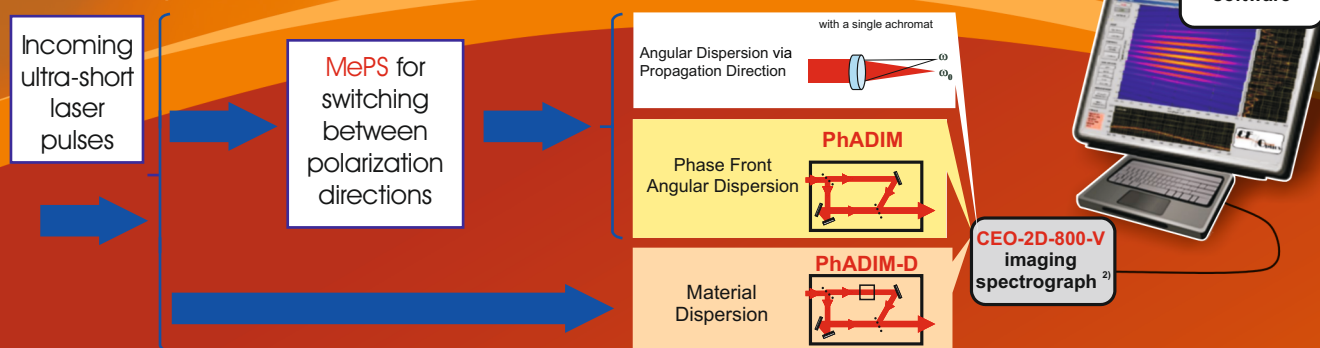 Incoming
ultra-short
laser
pulses
MePS for
switching
between
polarization
directions
with a single achromat
Angular Dispersion via
Propagation Direction
ω
ω₀
PhADIM
Phase Front
Angular Dispersion
PhADIM-D
Material
Dispersion
CEO-2D-800-V
imaging
spectrograph ²⁾